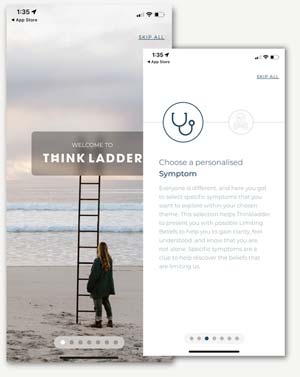 1:35
App Store
SKIP ALL
WELCOME TO
THINK LADDER
1:35
App Store
SKIP ALL
Choose a personalised
Symptom
Everyone is different, and here you get
to select specific symptoms that you
want to explore within your chosen
theme. This selection helps Thinkladder
to present you with possible Limiting
Beliefs to help you to gain clarity, feel
understood, and know that you are
not alone. Specific symptoms are a
clue to help discover the beliefs that
are limiting us.